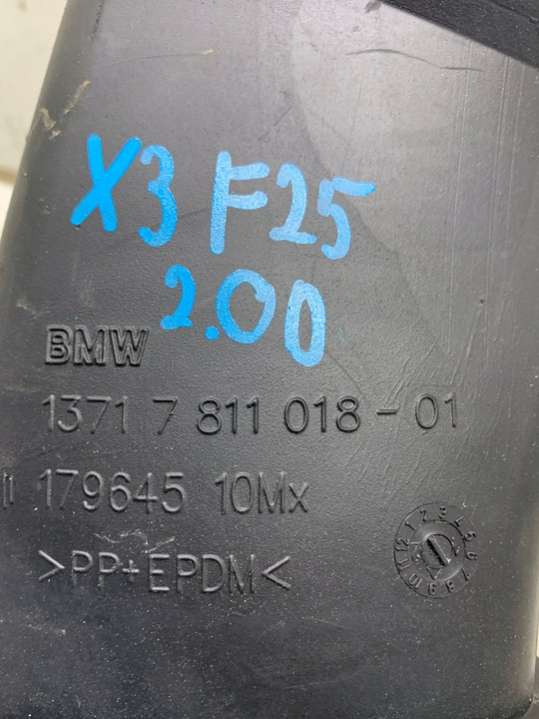 X3 F25
2.00
BMW
1371 7 811 018 - 01
179645 10Mx
>PP+EPDM<